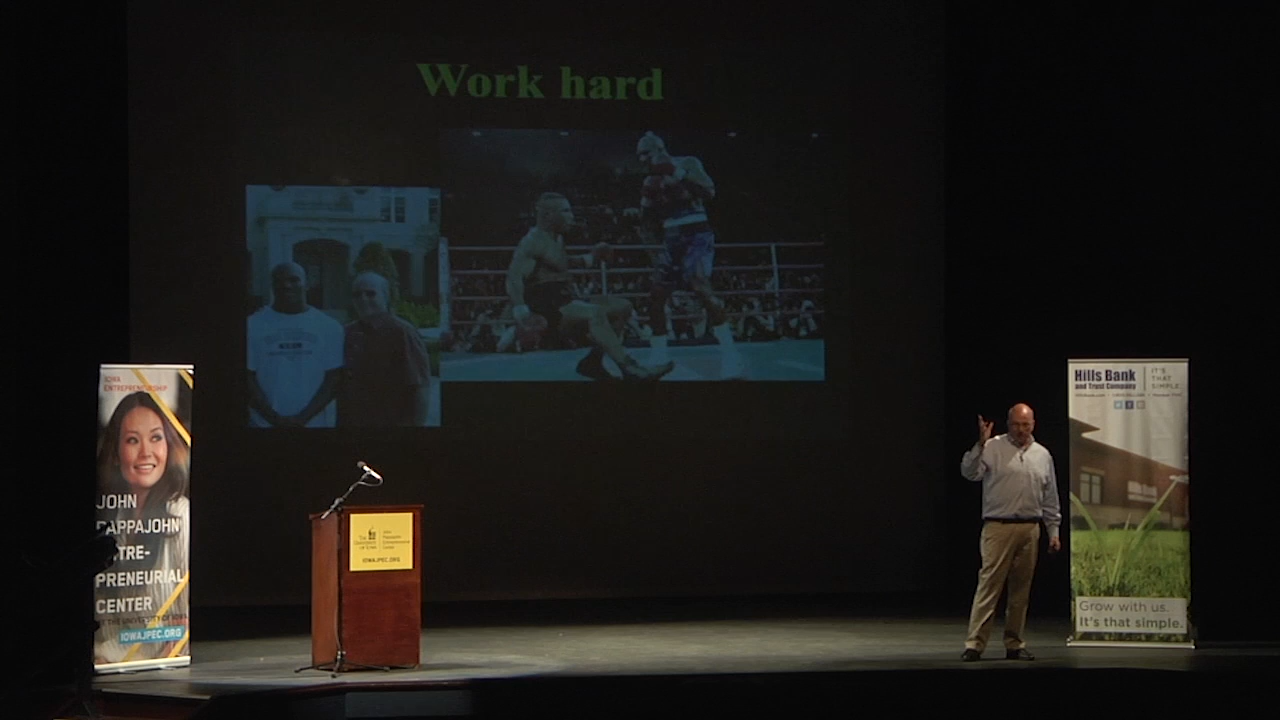 Work hard
IOWA
ENTREPRENEURSHIP
JOHN
PAPPAJOHN
ENTRE-
PRENEURIAL
CENTER
AT THE UNIVERSITY OF IOWA
IOWAJPEC.ORG
IOWAJPEC.ORG
Hills Bank
and Trust Company
IT'S
THAT
SIMPLE
Grow with us.
It's that simple.